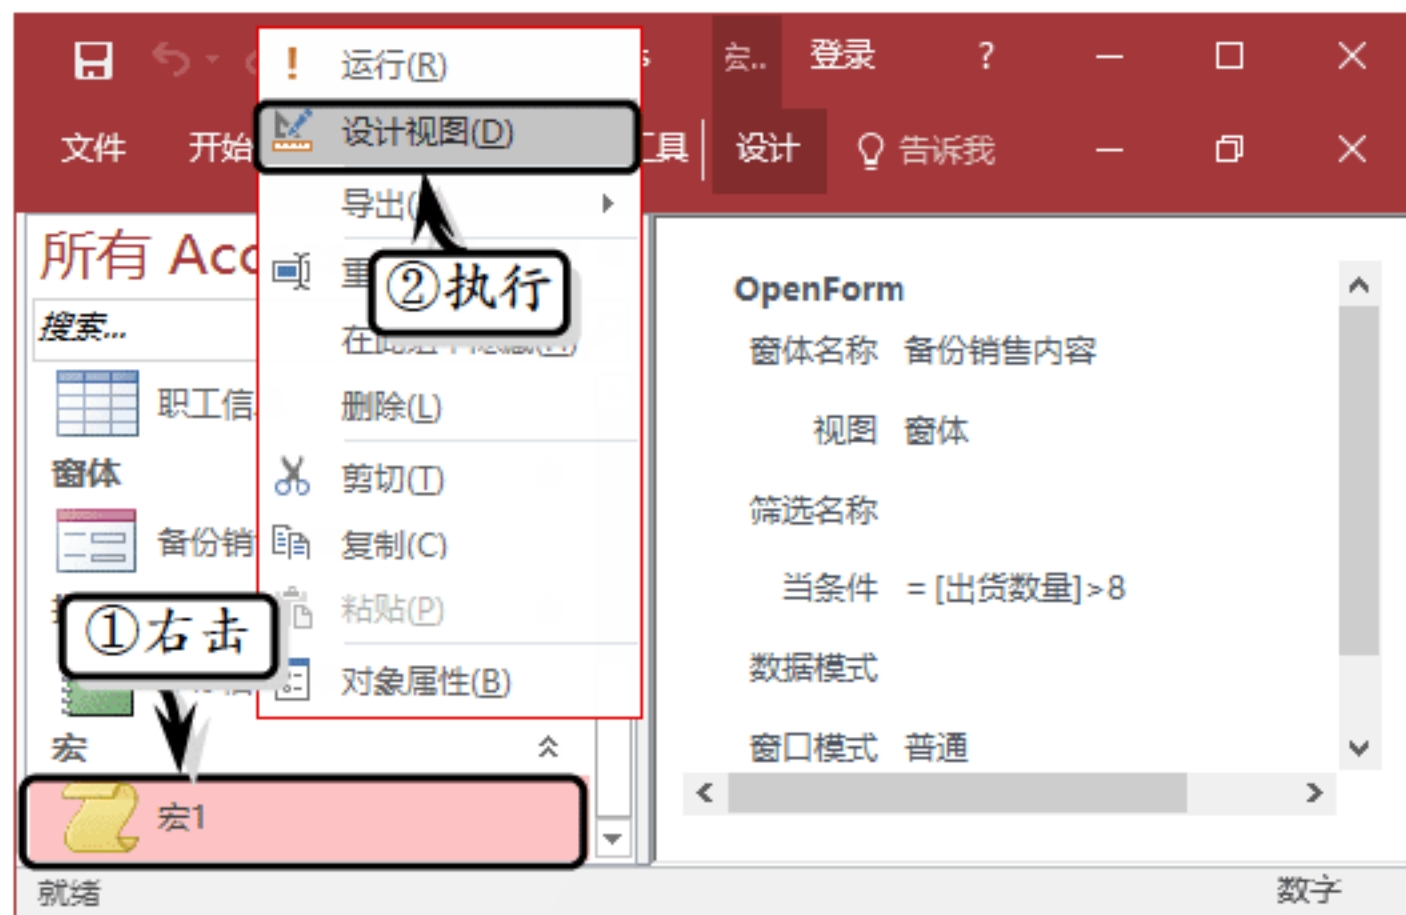 宏.. 登录 ?
文件 开始 工具 设计 告诉我
运行(R)
设计视图(D)
导出(
②执行
删除(L)
剪切(T)
复制(C)
粘贴(P)
对象属性(B)
所有 Acc
搜索...
职工信
窗体
备份销
①右击
宏
宏1
OpenForm
窗体名称 备份销售内容
视图 窗体
筛选名称
当条件 = [出货数量]>8
数据模式
窗口模式 普通
就绪 数字